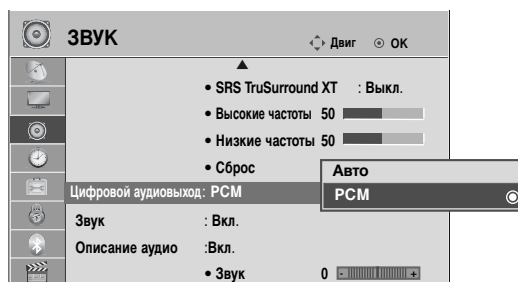 ЗВУК
Двиг ОК
• SRS TruSurround XT : Выкл.
• Высокие частоты 50
• Низкие частоты 50
• Сброс
Авто
Цифровой аудиовыход: PCM
PCM
Звук : Вкл.
Описание аудио :Вкл.
• Звук 0 - +